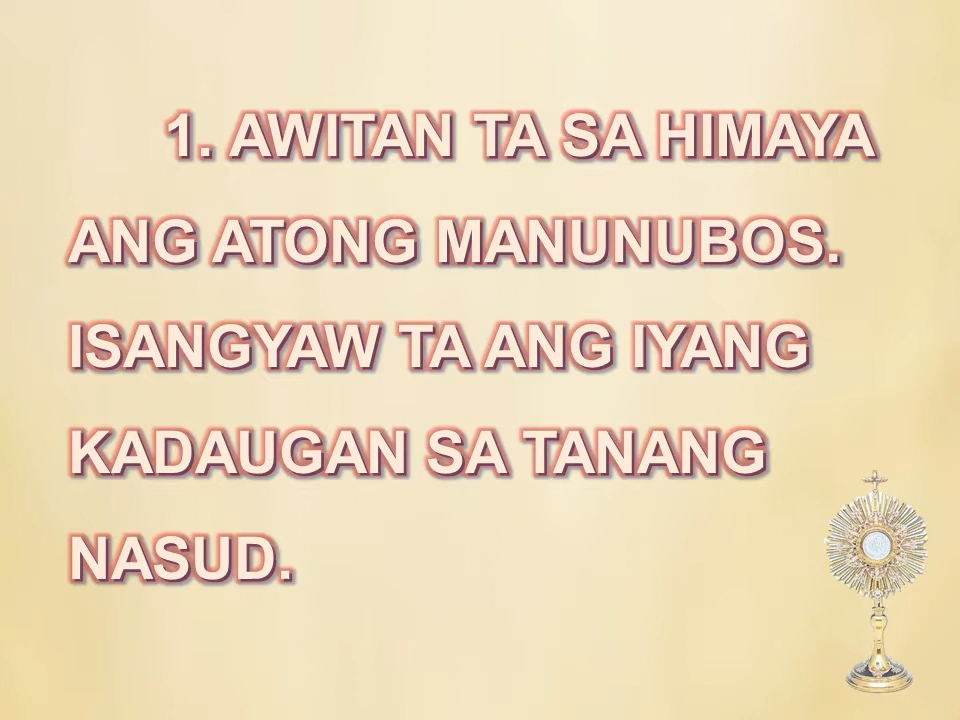 1. AWITAN TA SA HIMAYA
ANG ATONG MANUNUBOS.
ISANGYAW TA ANG IYANG
KADAUGAN SA TANANG
NASUD.